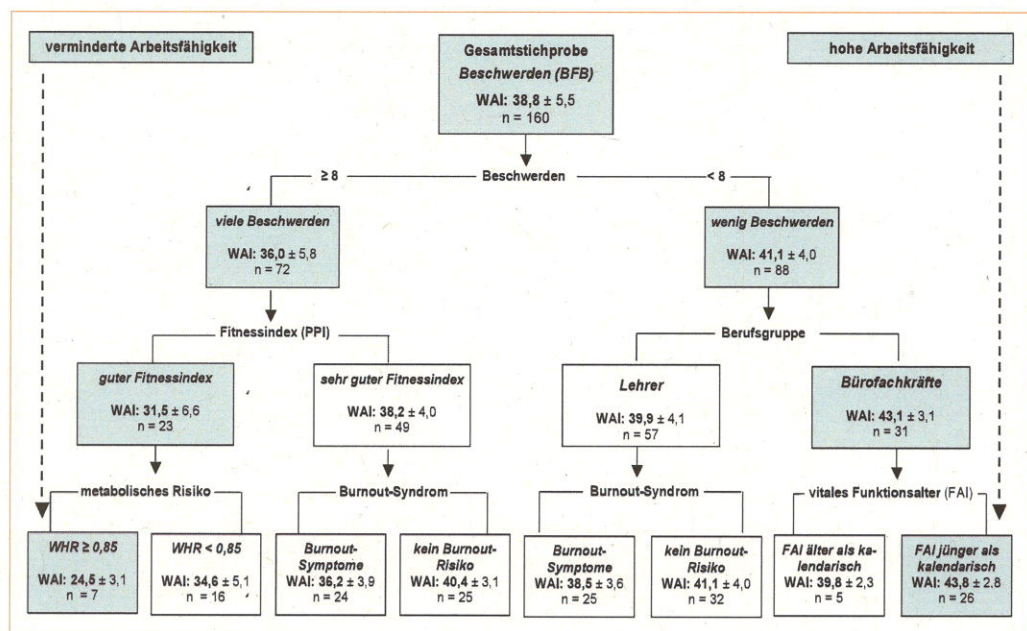 verminderte Arbeitsfähigkeit
Gesamtstichprobe
Beschwerden (BFB)
WAI: 38,8 ± 5,5
n = 160
hohe Arbeitsfähigkeit
≥ 8
Beschwerden
< 8
viele Beschwerden
WAI: 36,0 ± 5,8
n = 72
wenig Beschwerden
WAI: 41,1 ± 4,0
n = 88
Fitnessindex (PPI)
Berufsgruppe
guter Fitnessindex
WAI: 31,5 ± 6,6
n = 23
sehr guter Fitnessindex
WAI: 38,2 ± 4,0
n = 49
Lehrer
WAI: 39,9 ± 4,1
n = 57
Bürofachkräfte
WAI: 43,1 ± 3,1
n = 31
metabolisches Risiko
Burnout-Syndrom
Burnout-Syndrom
vitales Funktionsalter (FAI)
WHR ≥ 0,85
WAI: 24,5 ± 3,1
n = 7
WHR < 0,85
WAI: 34,6 ± 5,1
n = 16
Burnout-
Symptome
WAI: 36,2 ± 3,9
n = 24
kein Burnout-
Risiko
WAI: 40,4 ± 3,1
n = 25
Burnout-
Symptome
WAI: 38,5 ± 3,6
n = 25
kein Burnout-
Risiko
WAI: 41,1 ± 4,0
n = 32
FAI älter als ka-
lendarisch
WAI: 39,8 ± 2,3
n = 5
FAI jünger als
kalendarisch
WAI: 43,8 ± 2.8
n = 26